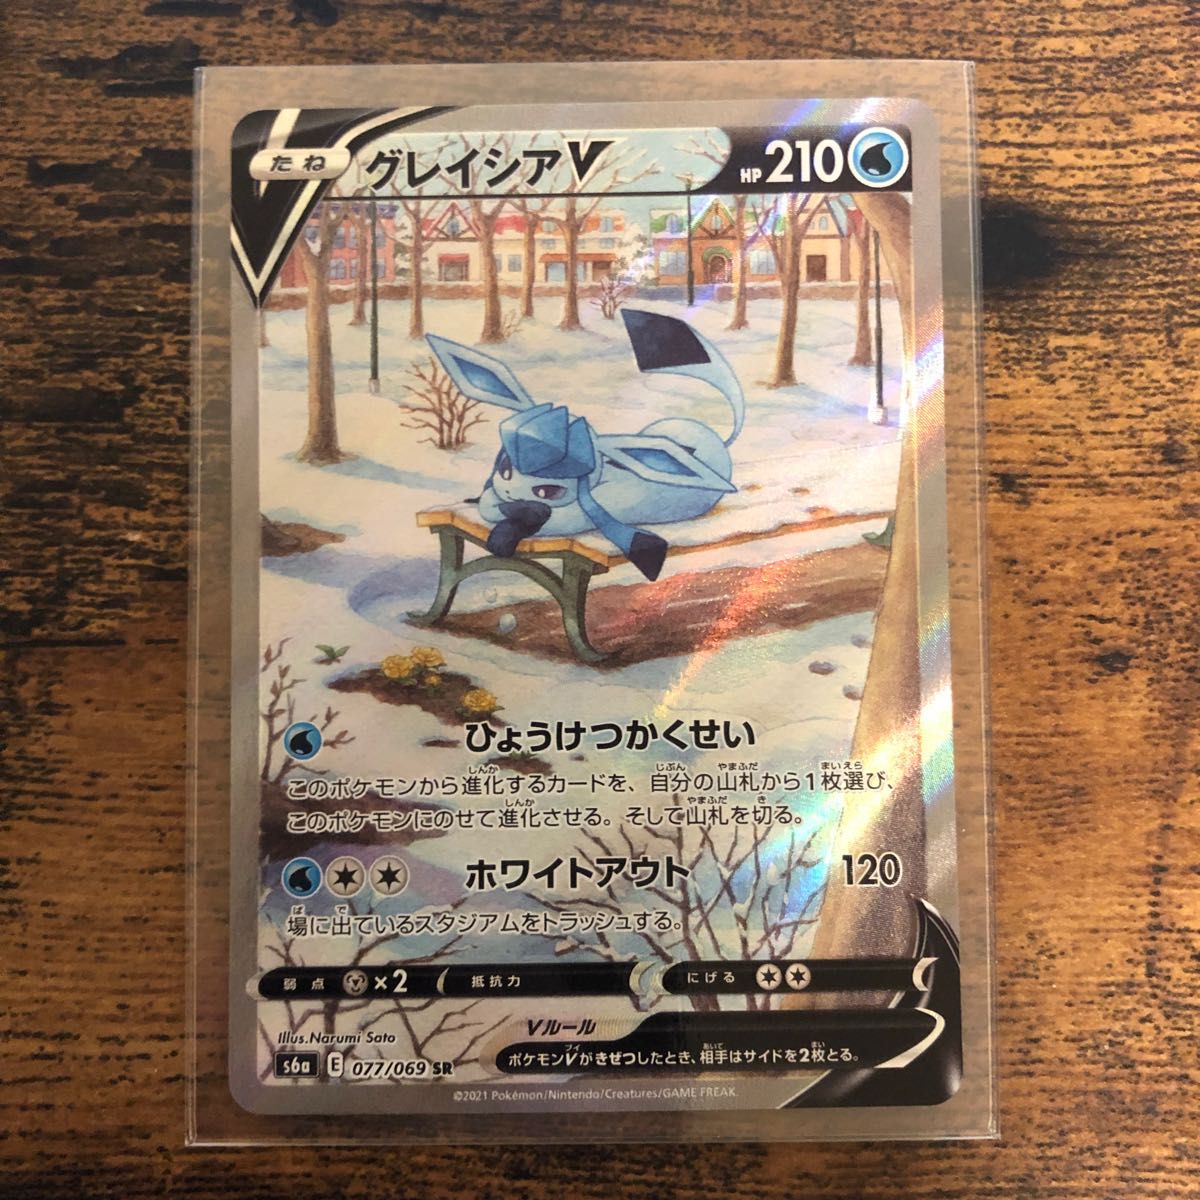 たね グレイシアV HP 210
ひょうけつかくせい
このポケモンから進化するカードを、自分の山札から1枚選び、
このポケモンにのせて進化させる。そして山札を切る。
ホワイトアウト 120
場に出ているスタジアムをトラッシュする。
弱点 ×2 抵抗力 にげる
Illus.Narumi Sato
Vルール
ポケモンVがきぜつしたとき、相手はサイドを2枚とる。
s6a E 077/069 SR
©2021 Pokémon/Nintendo/Creatures/GAME FREAK.